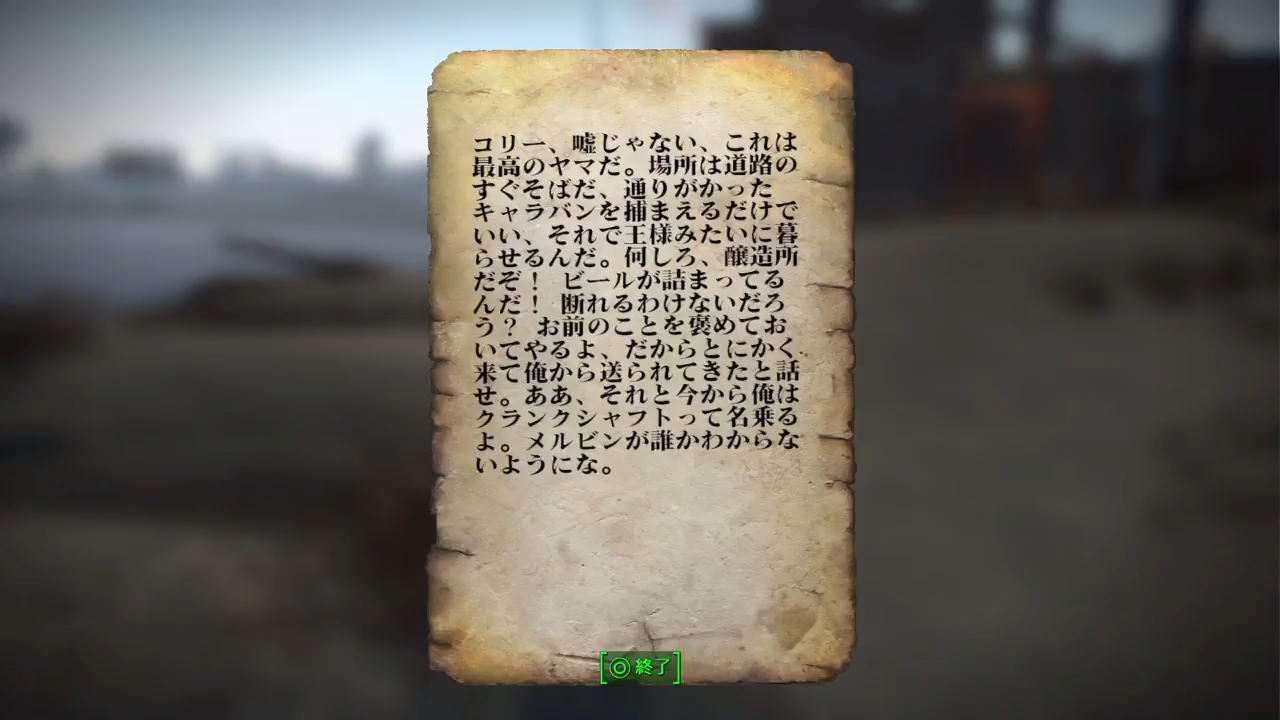 コリー、嘘じゃない、これは
最高のヤマだ。場所は道路の
すぐそばだ、通りがかった
キャラバンを捕まえるだけで
いい、それで王様みたいに暮
らせるんだ。何しろ、醸造所
だぞ！ ビールが詰まってる
んだ！ 断れるわけないだろ
う？ お前のことを褒めてお
いてやるよ、だからとにかく
来て俺から送られてきたと話
せ。ああ、それと今から俺は
クランクシャフトって名乗る
よ。メルビンが誰かわからな
いようにな。
終了